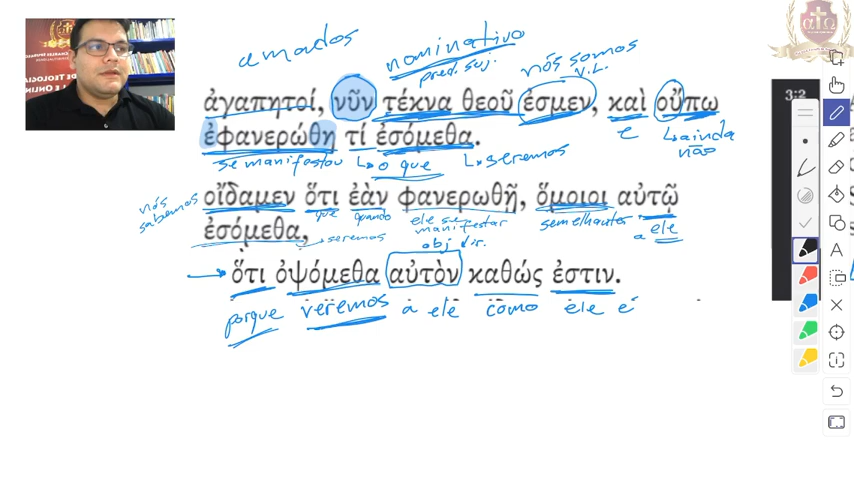 amados
nominativo
pred. suj.
nós somos
v.L.
ἀγαπητοί, νῦν τέκνα θεοῦ ἐσμεν, καὶ οὔπω
e
ainda
não
ἐφανερώθη τί ἐσόμεθα.
se manifestou
o que
seremos
nós
sabemos
οἴδαμεν ὅτι ἐὰν φανερωθῇ, ὅμοιοι αὐτῷ
que
quando
ele se
manifestar
semelhantes
a ele
ἐσόμεθα,
seremos
obj dir.
ὅτι ὀψόμεθα αὐτὸν καθώς ἐστιν.
porque veremos a ele como ele é
3:2